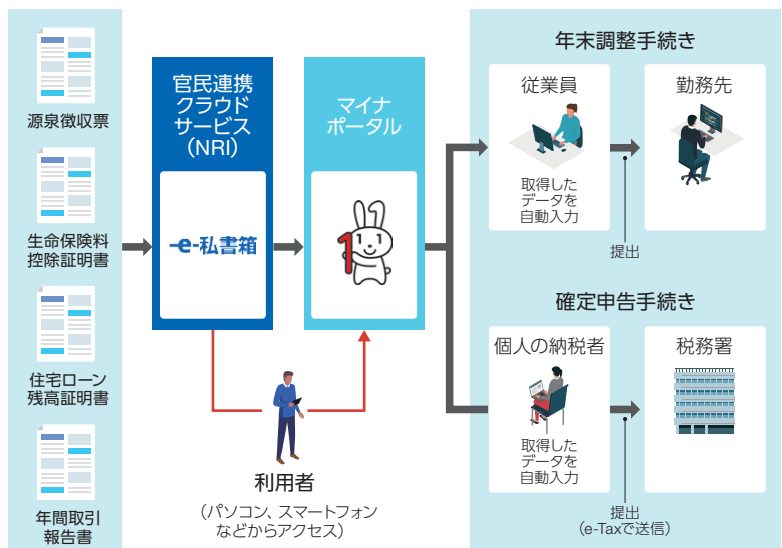 源泉徴収票
生命保険料
控除証明書
住宅ローン
残高証明書
年間取引
報告書
官民連携
クラウド
サービス
(NRI)
e-私書箱
マイナ
ポータル
1
利用者
(パソコン、スマートフォン
などからアクセス)
年末調整手続き
従業員
取得した
データを
自動入力
提出
勤務先
確定申告手続き
個人の納税者
取得した
データを
自動入力
提出
(e-Taxで送信)
税務署